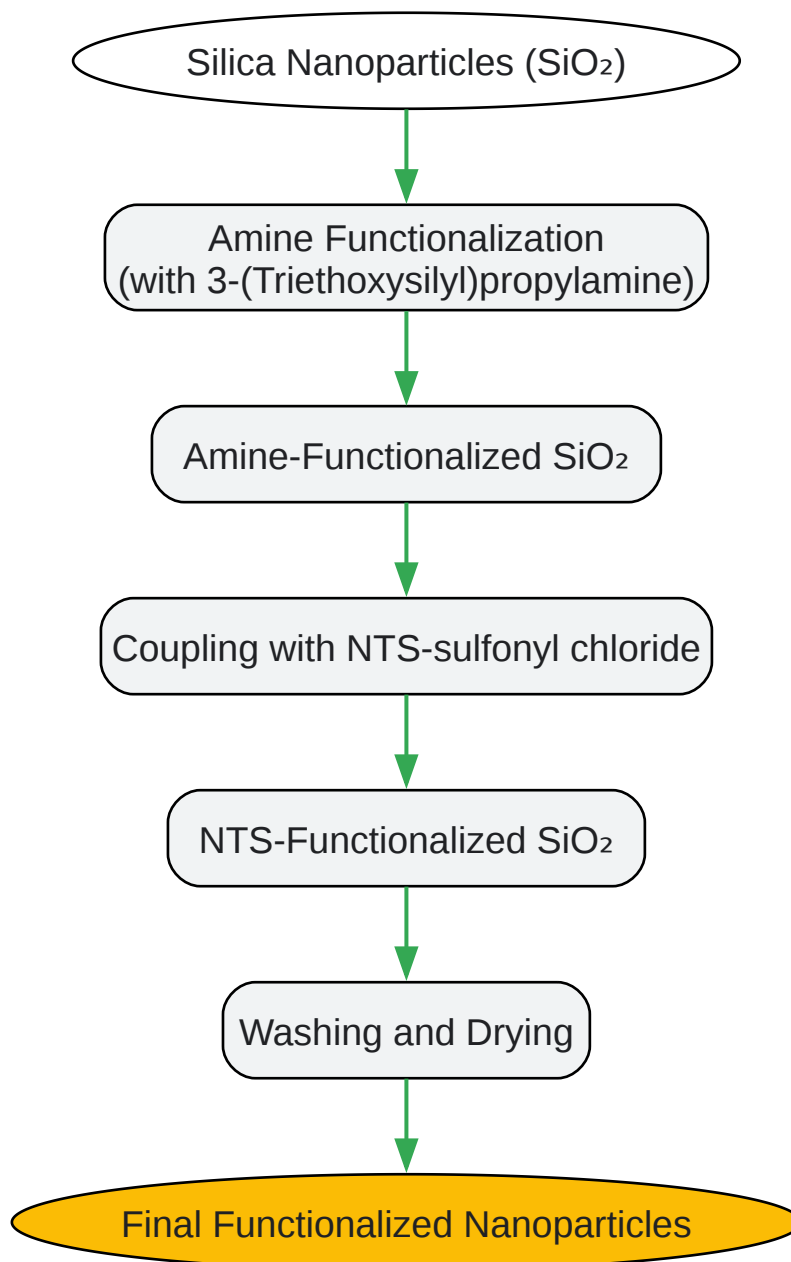 Silica Nanoparticles (SiO₂)
Amine Functionalization
(with 3-(Triethoxysilyl)propylamine)
Amine-Functionalized SiO₂
Coupling with NTS-sulfonyl chloride
NTS-Functionalized SiO₂
Washing and Drying
Final Functionalized Nanoparticles